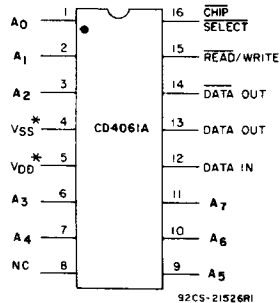 1 16 CHIP
A0 SELECT
2 15 READ/WRITE
A1
3 14 DATA OUT
A2
4 13 DATA OUT
VSS*
CD4061A
5 12 DATA IN
VDD*
6 11 A7
A3
7 10 A6
A4
NC 8 9 A5
92CS-21526R1